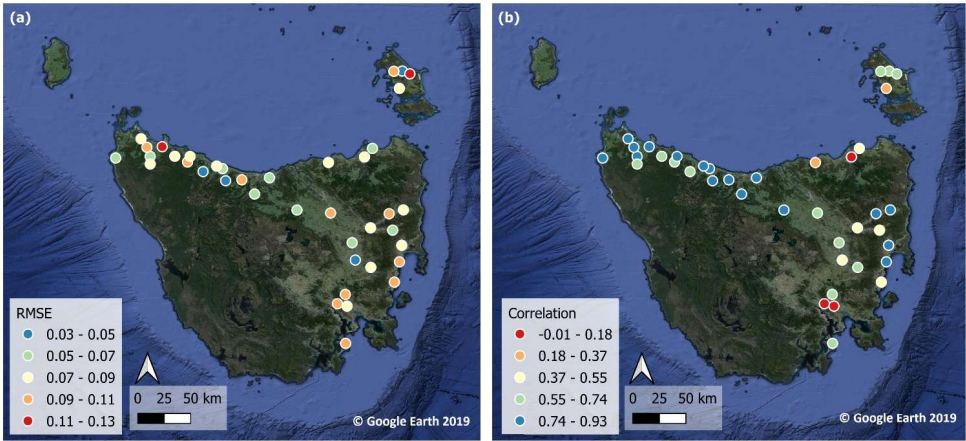 (a)
RMSE
0.03 - 0.05
0.05 - 0.07
0.07 - 0.09
0.09 - 0.11
0.11 - 0.13
0 25 50 km
© Google Earth 2019
(b)
Correlation
-0.01 - 0.18
0.18 - 0.37
0.37 - 0.55
0.55 - 0.74
0.74 - 0.93
0 25 50 km
© Google Earth 2019